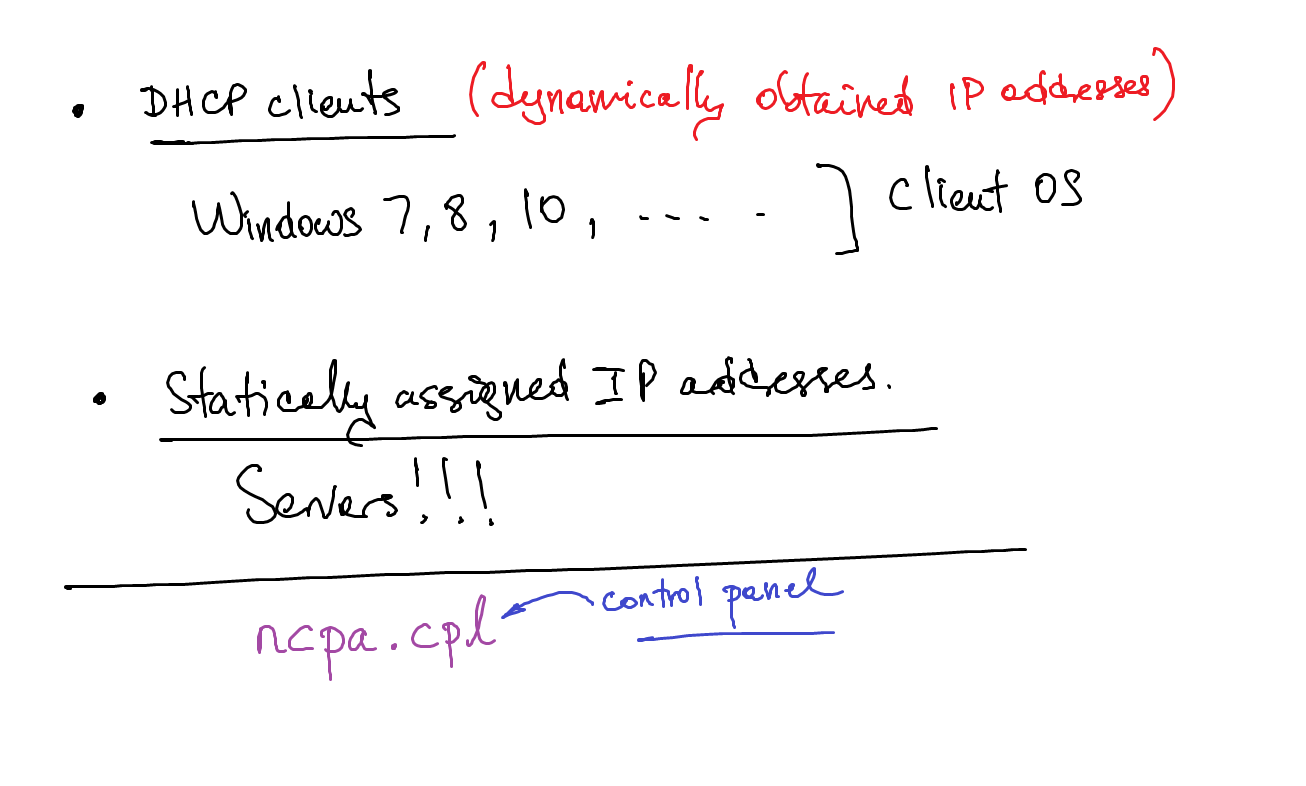 • DHCP clients (dynamically obtained IP addresses)
Windows 7, 8, 10, ---- - ] Client OS
• Statically assigned IP addesses.
Servers!!!
control panel
ncpa.cpl